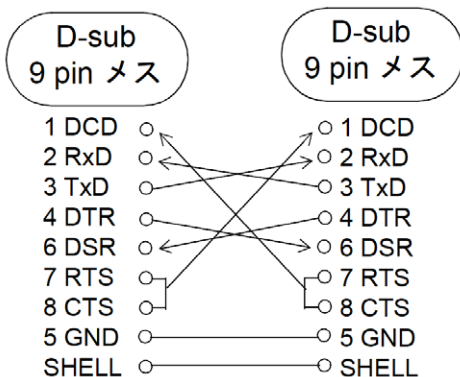 D-sub
9 pin メス
D-sub
9 pin メス
1 DCD
2 RxD
3 TxD
4 DTR
6 DSR
7 RTS
8 CTS
5 GND
SHELL
1 DCD
2 RxD
3 TxD
4 DTR
6 DSR
7 RTS
8 CTS
5 GND
SHELL